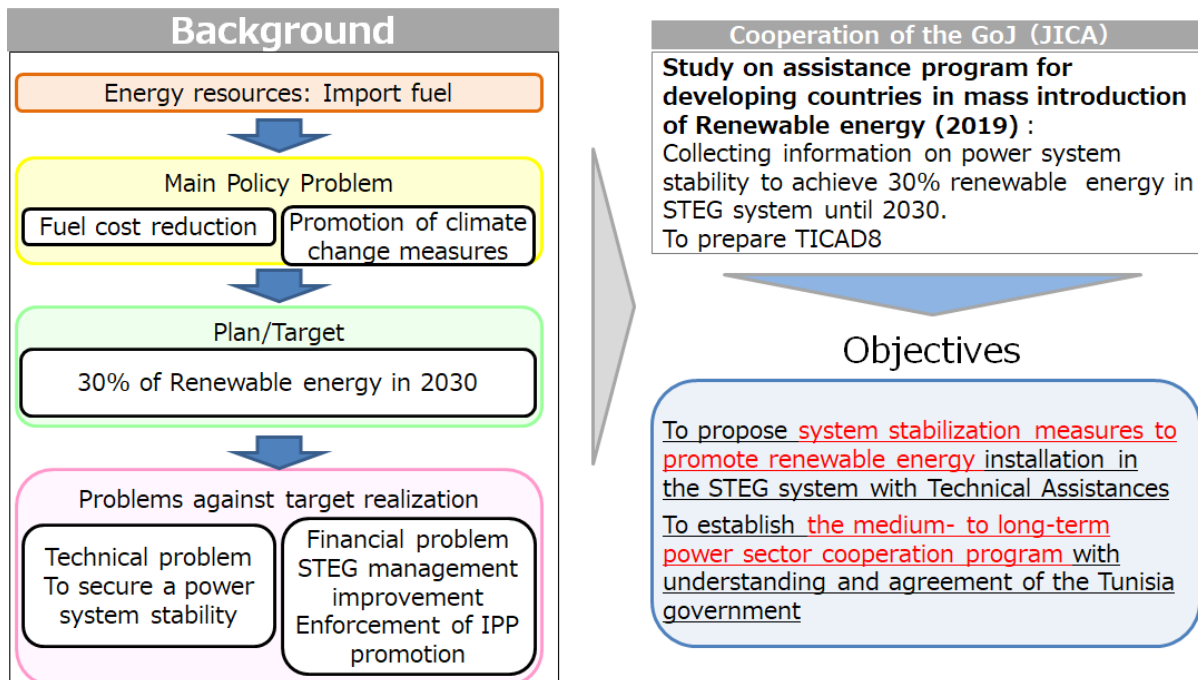 Background
Energy resources: Import fuel
Main Policy Problem
Fuel cost reduction
Promotion of climate
change measures
Plan/Target
30% of Renewable energy in 2030
Problems against target realization
Technical problem
To secure a power
system stability
Financial problem
STEG management
improvement
Enforcement of IPP
promotion
Cooperation of the GoJ（JICA）
Study on assistance program for
developing countries in mass introduction
of Renewable energy (2019) :
Collecting information on power system
stability to achieve 30% renewable energy in
STEG system until 2030.
To prepare TICAD8
Objectives
To propose system stabilization measures to
promote renewable energy installation in
the STEG system with Technical Assistances
To establish the medium- to long-term
power sector cooperation program with
understanding and agreement of the Tunisia
government